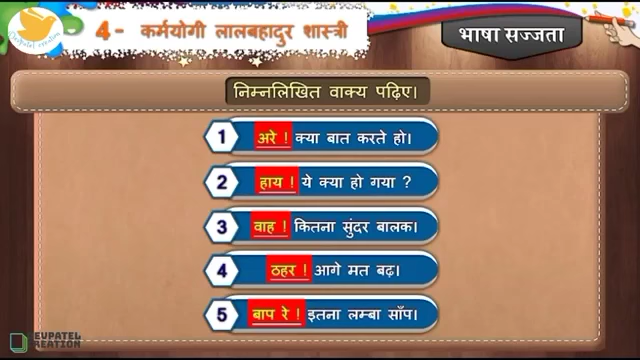 4 - कर्मयोगी लालबहादुर शास्त्री
भाषा सज्जता
निम्नलिखित वाक्य पढ़िए।
1 अरे ! क्या बात करते हो।
2 हाय ! ये क्या हो गया ?
3 वाह ! कितना सुंदर बालक।
4 ठहर ! आगे मत बढ़।
5 बाप रे ! इतना लम्बा साँप।
EUPATEL
CREATION